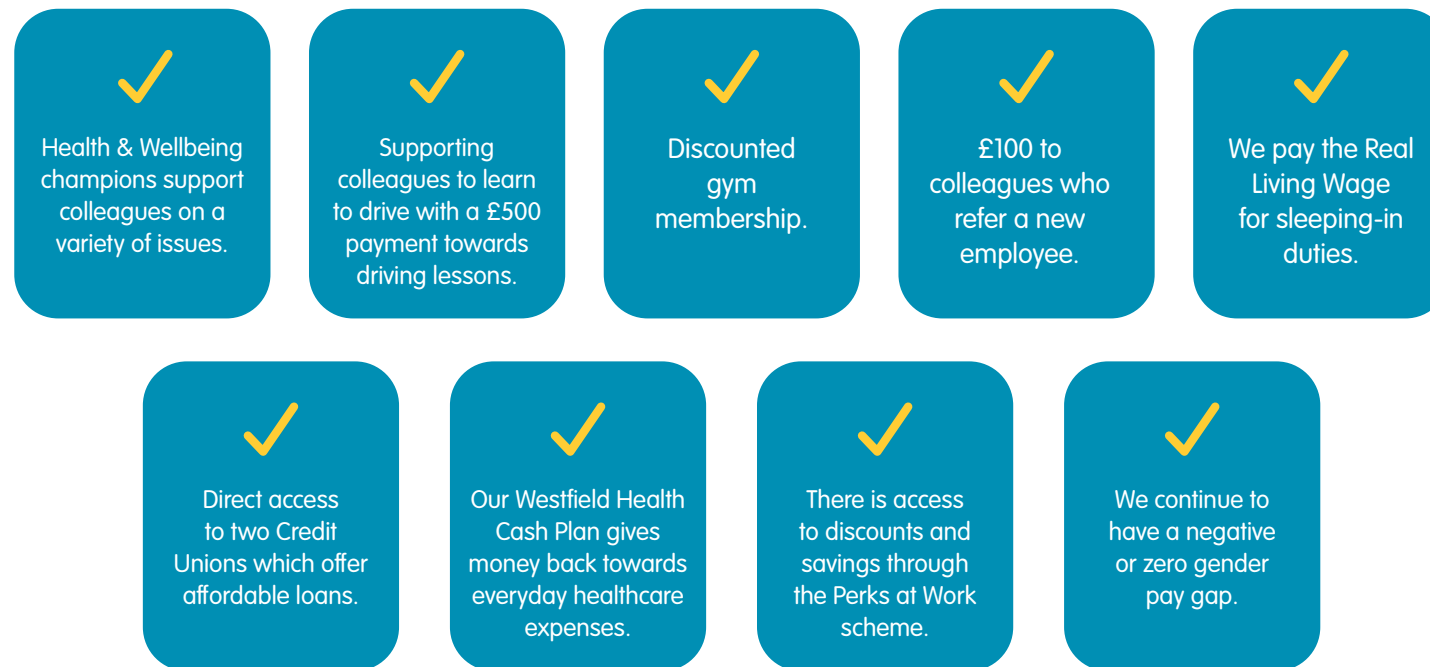 Health & Wellbeing
champions support
colleagues on a
variety of issues.
Supporting
colleagues to learn
to drive with a £500
payment towards
driving lessons.
Discounted
gym
membership.
£100 to
colleagues who
refer a new
employee.
We pay the Real
Living Wage
for sleeping-in
duties.
Direct access
to two Credit
Unions which offer
affordable loans.
Our Westfield Health
Cash Plan gives
money back towards
everyday healthcare
expenses.
There is access
to discounts and
savings through
the Perks at Work
scheme.
We continue to
have a negative
or zero gender
pay gap.